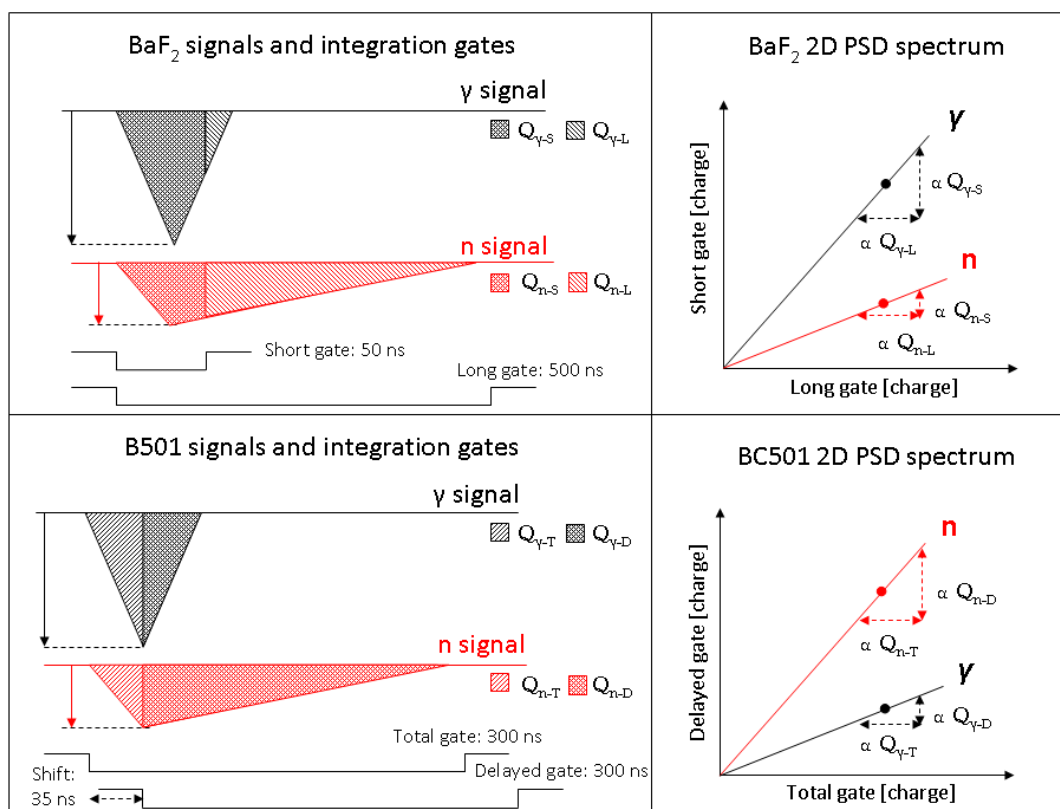 BaF2 signals and integration gates
γ signal
Qγ-S Qγ-L
n signal
Qn-S Qn-L
Short gate: 50 ns
Long gate: 500 ns
BaF2 2D PSD spectrum
γ
α Qγ-S
α Qγ-L
n
α Qn-S
α Qn-L
Short gate [charge]
Long gate [charge]
B501 signals and integration gates
γ signal
Qγ-T Qγ-D
n signal
Qn-T Qn-D
Total gate: 300 ns
Delayed gate: 300 ns
Shift:
35 ns
BC501 2D PSD spectrum
n
α Qn-D
α Qn-T
γ
α Qγ-D
α Qγ-T
Delayed gate [charge]
Total gate [charge]